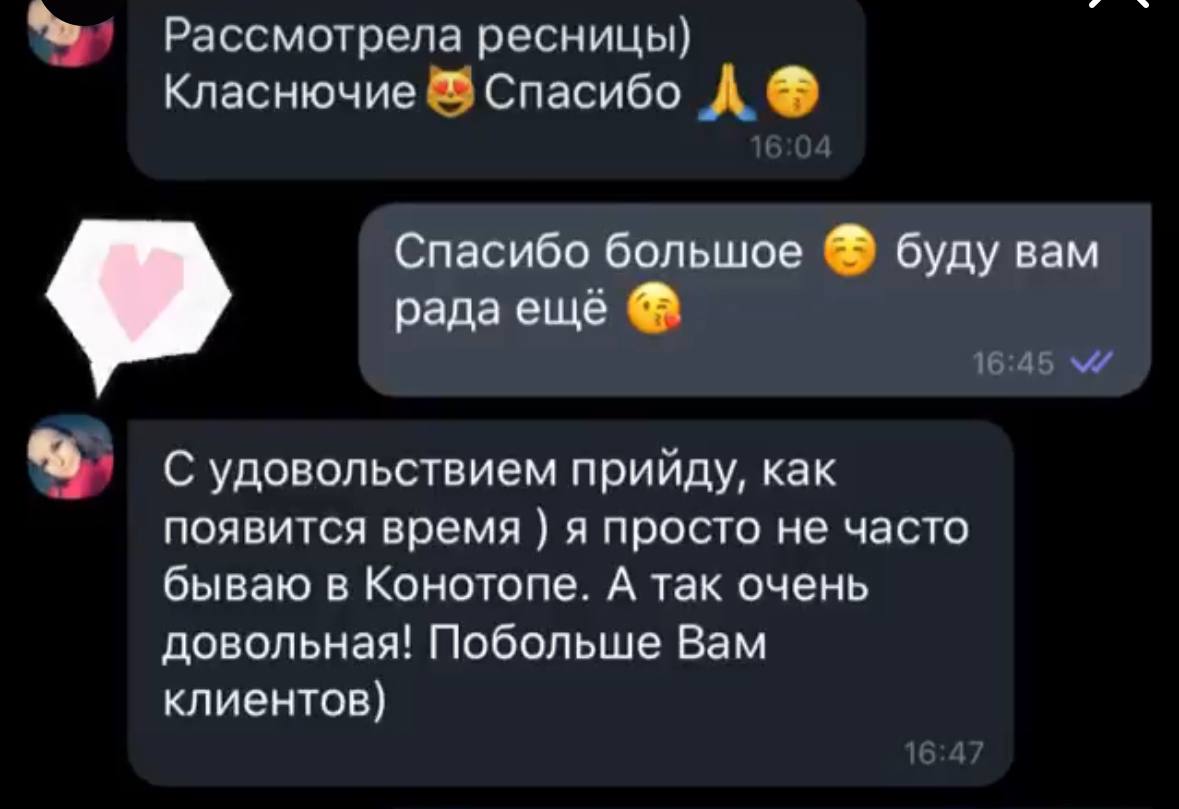 Рассмотрела ресницы)
Класнючие😻Спасибо 🙏😚
16:04
Спасибо большое ☺️ буду вам
рада ещё 😘
16:45
С удовольствием прийду, как
появится время ) я просто не часто
бываю в Конотопе. А так очень
довольная! Побольше Вам
клиентов)
16:47